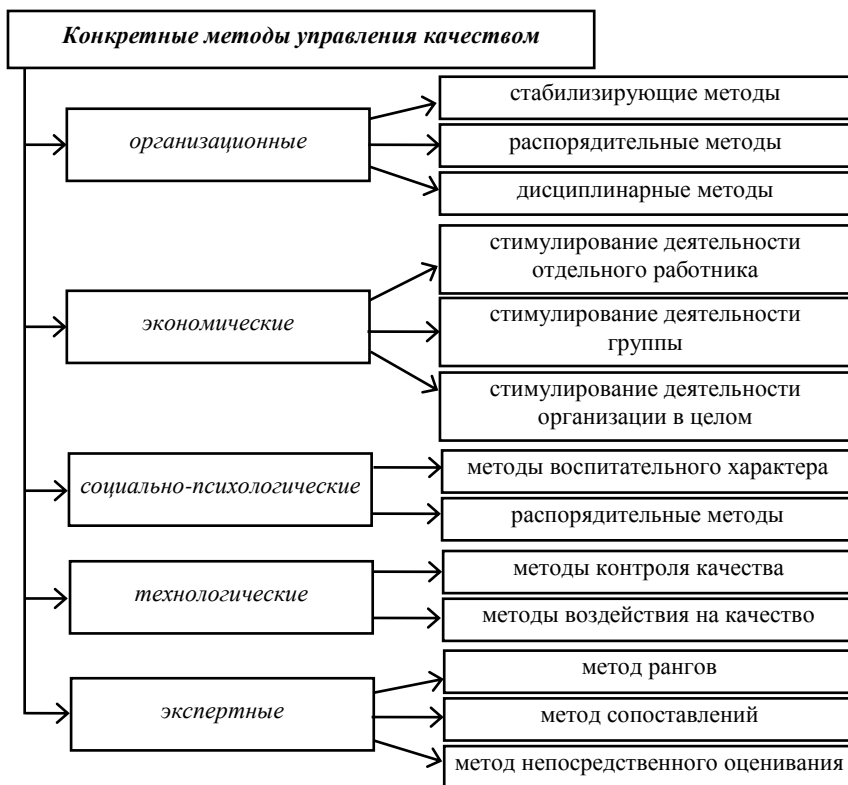 Конкретные методы управления качеством
организационные
стабилизирующие методы
распорядительные методы
дисциплинарные методы
экономические
стимулирование деятельности
отдельного работника
стимулирование деятельности
группы
стимулирование деятельности
организации в целом
социально-психологические
методы воспитательного характера
распорядительные методы
технологические
методы контроля качества
методы воздействия на качество
экспертные
метод рангов
метод сопоставлений
метод непосредственного оценивания